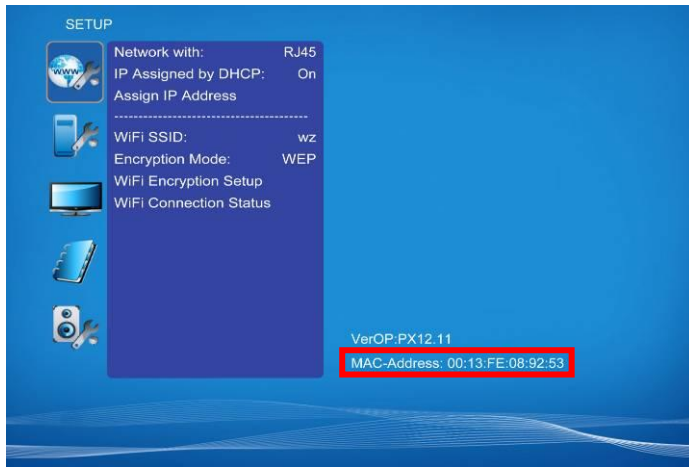 SETUP
www
Network with: RJ45
IP Assigned by DHCP: On
Assign IP Address
----------------------------------------
WiFi SSID: wz
Encryption Mode: WEP
WiFi Encryption Setup
WiFi Connection Status
VerOP:PX12.11
MAC-Address: 00:13:FE:08:92:53